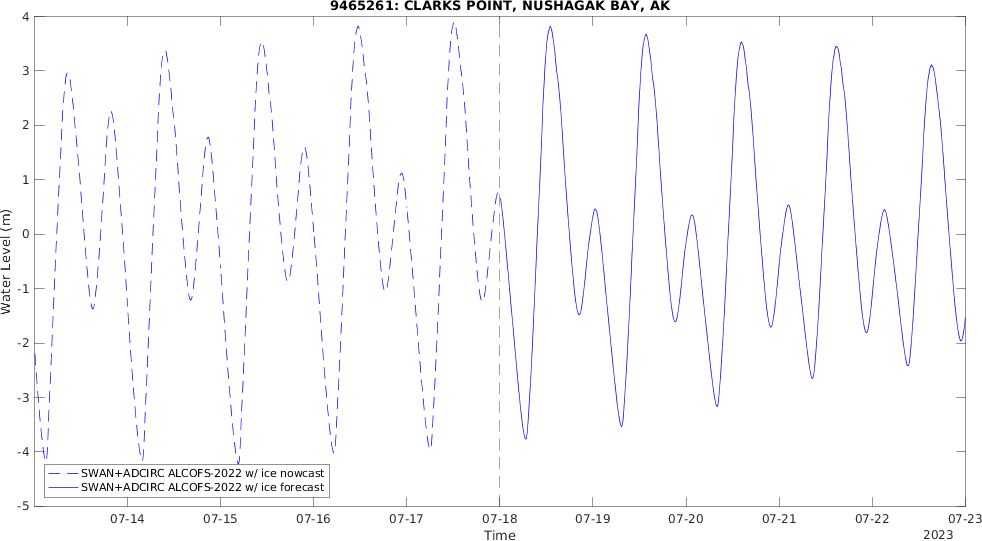 9465261: CLARKS POINT, NUSHAGAK BAY, AK
Water Level (m)
4
3
2
1
0
-1
-2
-3
-4
-5
SWAN+ADCIRC ALCOFS-2022 w/ ice nowcast
SWAN+ADCIRC ALCOFS-2022 w/ ice forecast
07-14 07-15 07-16 07-17 07-18 07-19 07-20 07-21 07-22 07-23
Time
2023